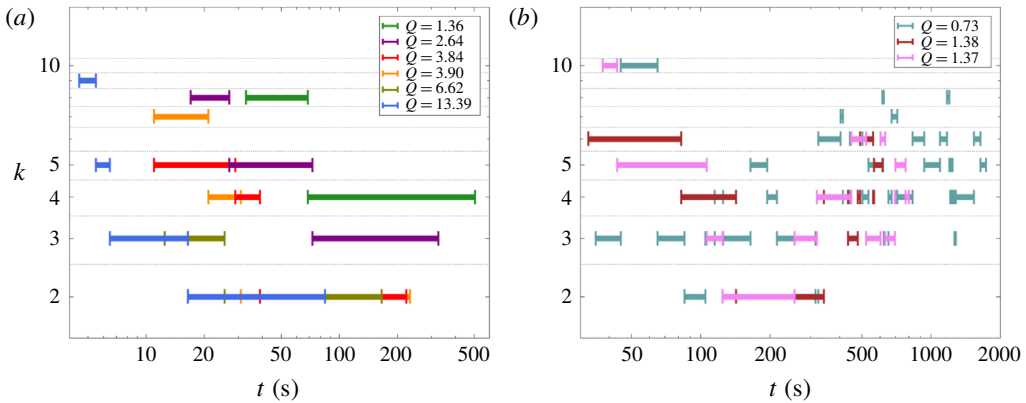 (a)
Q = 1.36
Q = 2.64
Q = 3.84
Q = 3.90
Q = 6.62
Q = 13.39
10
5
4
3
2
k
10 20 50 100 200 500
t (s)
(b)
Q = 0.73
Q = 1.38
Q = 1.37
10
6
5
4
3
2
50 100 200 500 1000 2000
t (s)